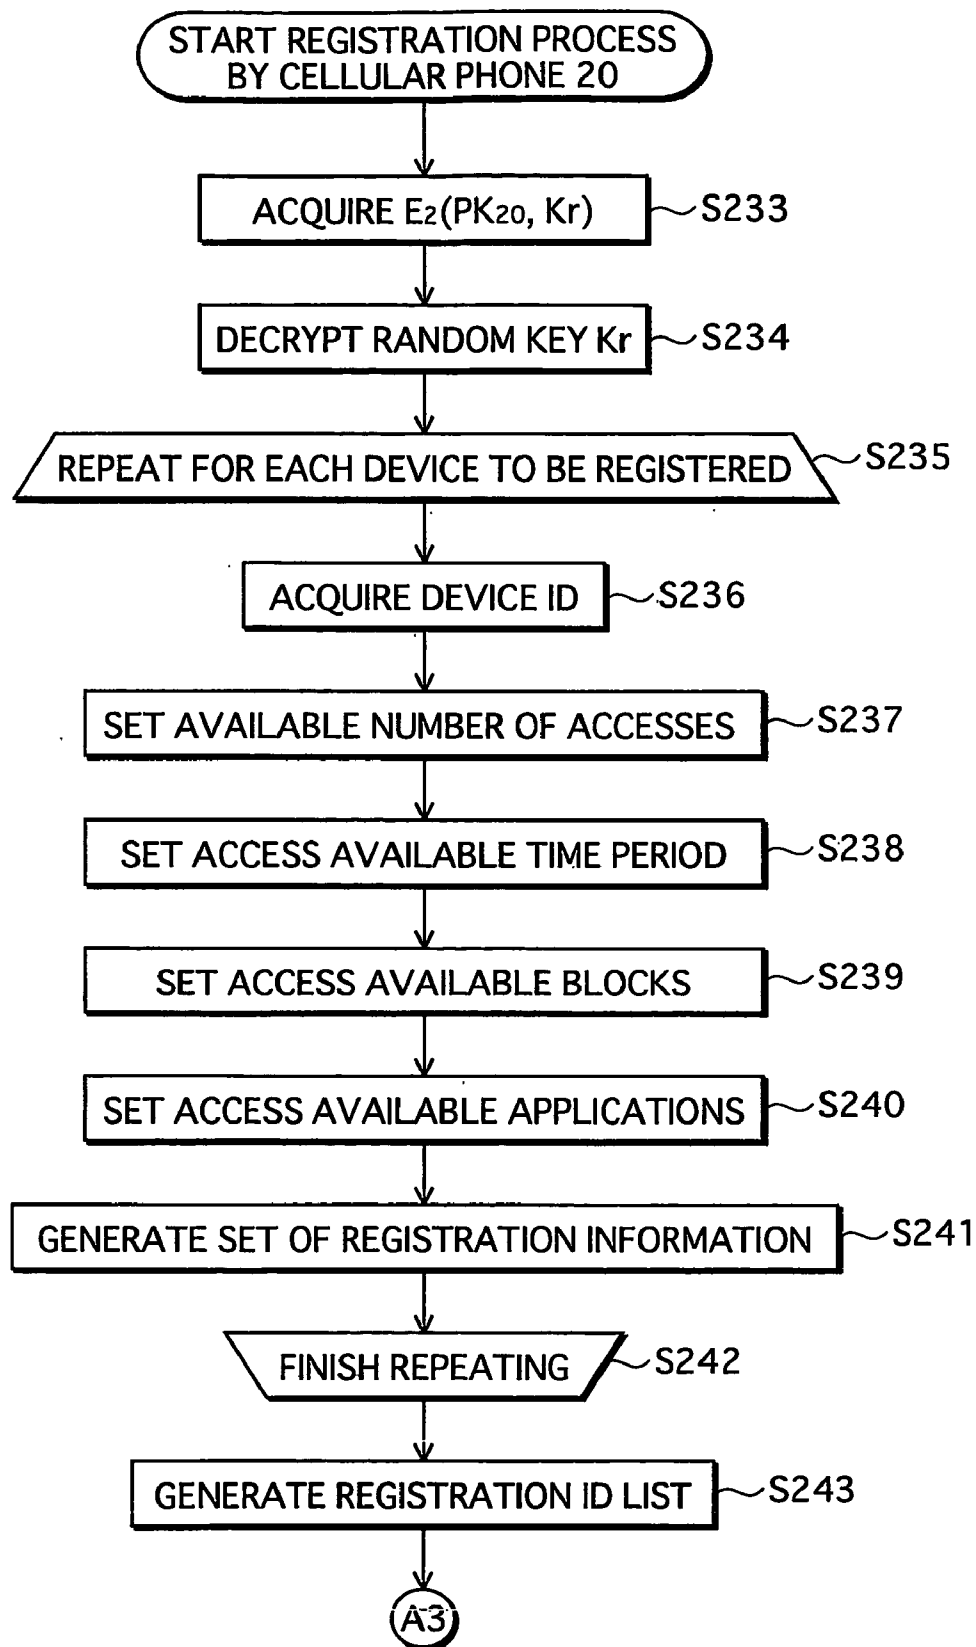 START REGISTRATION PROCESS
BY CELLULAR PHONE 20
ACQUIRE E2(PK20, Kr)
S233
DECRYPT RANDOM KEY Kr
S234
REPEAT FOR EACH DEVICE TO BE REGISTERED
S235
ACQUIRE DEVICE ID
S236
SET AVAILABLE NUMBER OF ACCESSES
S237
SET ACCESS AVAILABLE TIME PERIOD
S238
SET ACCESS AVAILABLE BLOCKS
S239
SET ACCESS AVAILABLE APPLICATIONS
S240
GENERATE SET OF REGISTRATION INFORMATION
S241
FINISH REPEATING
S242
GENERATE REGISTRATION ID LIST
S243
A3